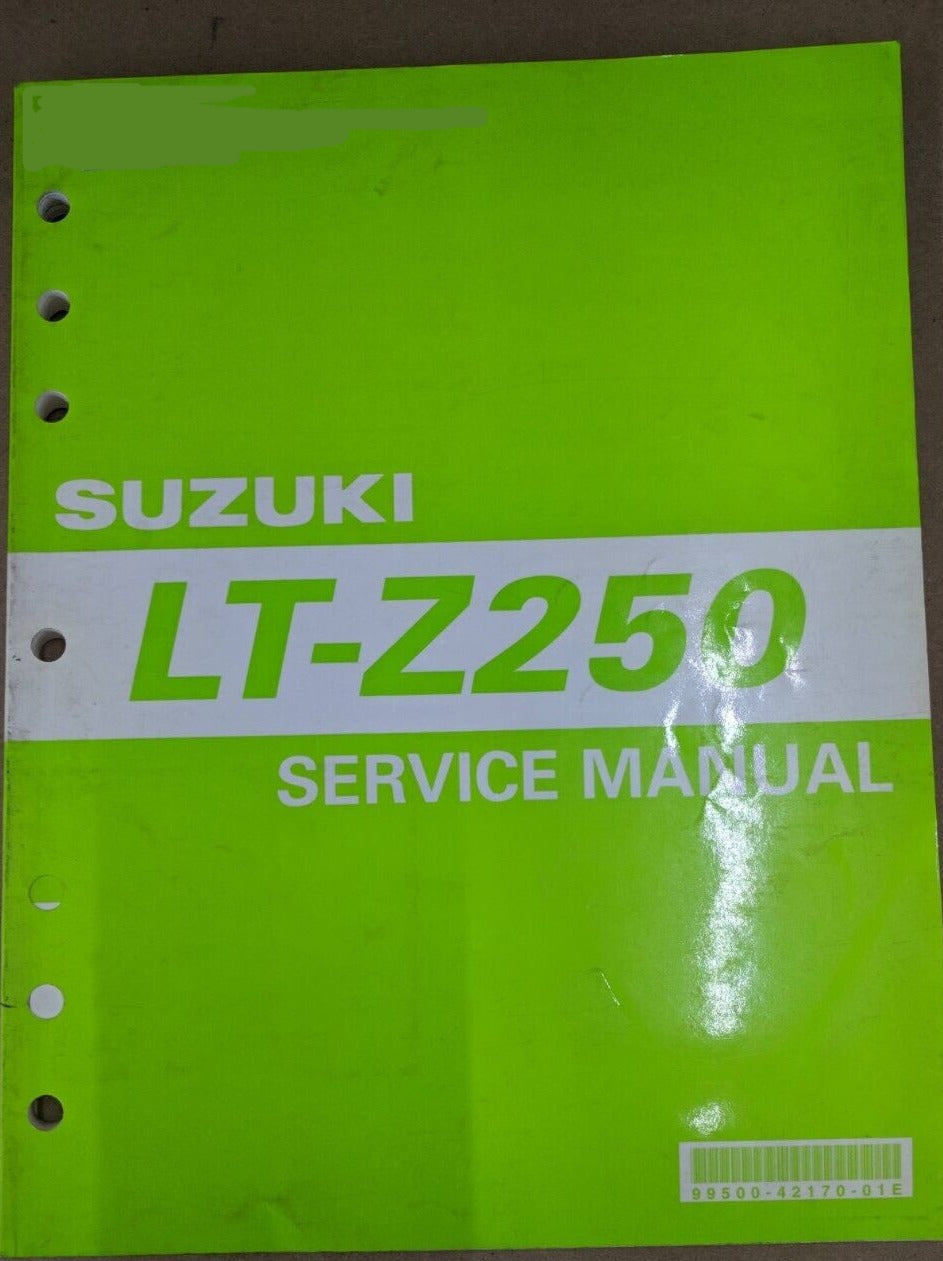 SUZUKI
LT-Z250
SERVICE MANUAL
99500-42170-01E